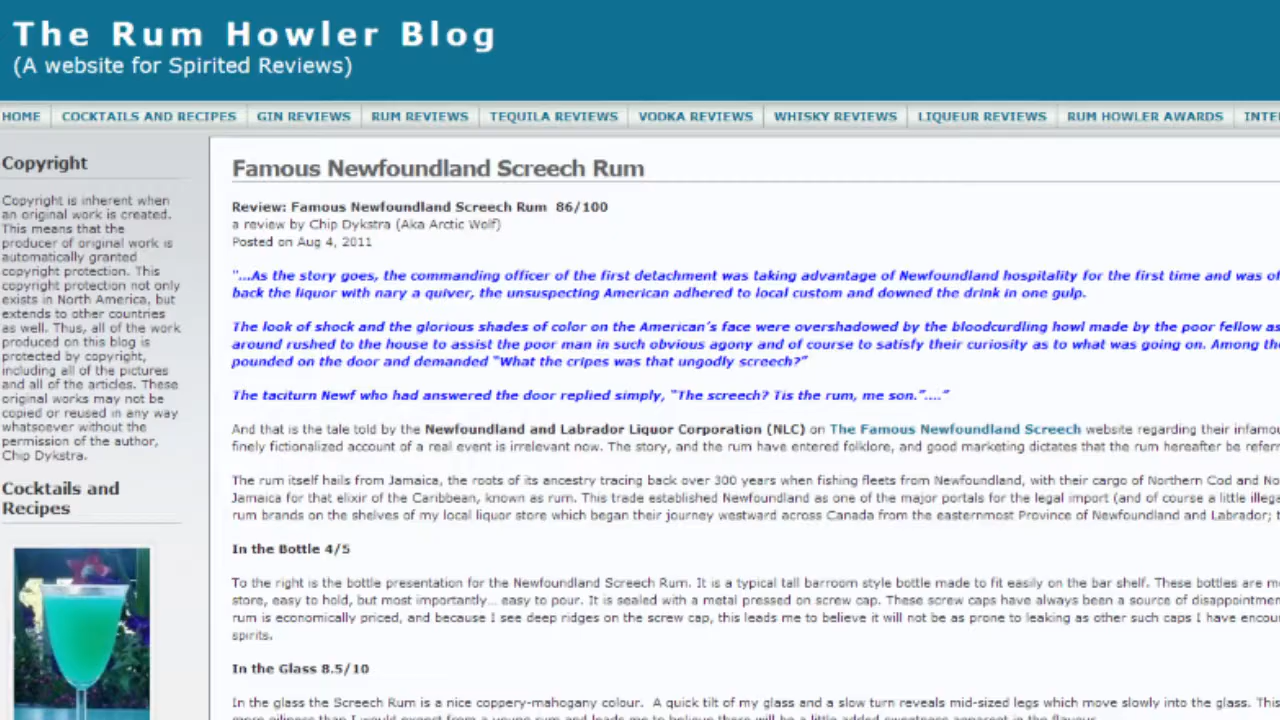 The Rum Howler Blog
(A website for Spirited Reviews)
HOME COCKTAILS AND RECIPES GIN REVIEWS RUM REVIEWS TEQUILA REVIEWS VODKA REVIEWS WHISKY REVIEWS LIQUEUR REVIEWS RUM HOWLER AWARDS INTE
Copyright
Copyright is inherent when
an original work is created.
This means that the
producer of original work is
automatically granted
copyright protection. This
copyright protection not only
exists in North America, but
extends to other countries
as well. Thus, all of the work
produced on this blog is
protected by copyright,
including all of the pictures
and all of the articles. These
original works may not be
copied or reused in any way
whatsoever without the
permission of the author,
Chip Dykstra.
Cocktails and
Recipes
Famous Newfoundland Screech Rum
Review: Famous Newfoundland Screech Rum 86/100
a review by Chip Dykstra (Aka Arctic Wolf)
Posted on Aug 4, 2011
"...As the story goes, the commanding officer of the first detachment was taking advantage of Newfoundland hospitality for the first time and was of
back the liquor with nary a quiver, the unsuspecting American adhered to local custom and downed the drink in one gulp.
The look of shock and the glorious shades of color on the American's face were overshadowed by the bloodcurdling howl made by the poor fellow as
around rushed to the house to assist the poor man in such obvious agony and of course to satisfy their curiosity as to what was going on. Among the
pounded on the door and demanded "What the cripes was that ungodly screech?"
The taciturn Newf who had answered the door replied simply, "The screech? Tis the rum, me son."...."
And that is the tale told by the Newfoundland and Labrador Liquor Corporation (NLC) on The Famous Newfoundland Screech website regarding their infamou
finely fictionalized account of a real event is irrelevant now. The story, and the rum have entered folklore, and good marketing dictates that the rum hereafter be refer
The rum itself hails from Jamaica, the roots of its ancestry tracing back over 300 years when fishing fleets from Newfoundland, with their cargo of Northern Cod and No
Jamaica for that elixir of the Caribbean, known as rum. This trade established Newfoundland as one of the major portals for the legal import (and of course a little illega
rum brands on the shelves of my local liquor store which began their journey westward across Canada from the easternmost Province of Newfoundland and Labrador; t
In the Bottle 4/5
To the right is the bottle presentation for the Newfoundland Screech Rum. It is a typical tall barroom style bottle made to fit easily on the bar shelf. These bottles are m
store, easy to hold, but most importantly... easy to pour. It is sealed with a metal pressed on screw cap. These screw caps have always been a source of disappointmen
rum is economically priced, and because I see deep ridges on the screw cap, this leads me to believe it will not be as prone to leaking as other such caps I have encou
spirits.
In the Glass 8.5/10
In the glass the Screech Rum is a nice coppery-mahogany colour. A quick tilt of my glass and a slow turn reveals mid-sized legs which move slowly into the glass. Thi
more oiliness than I would expect from a young rum and leads me to believe there will be a little added sweetness apparent in the flavour.